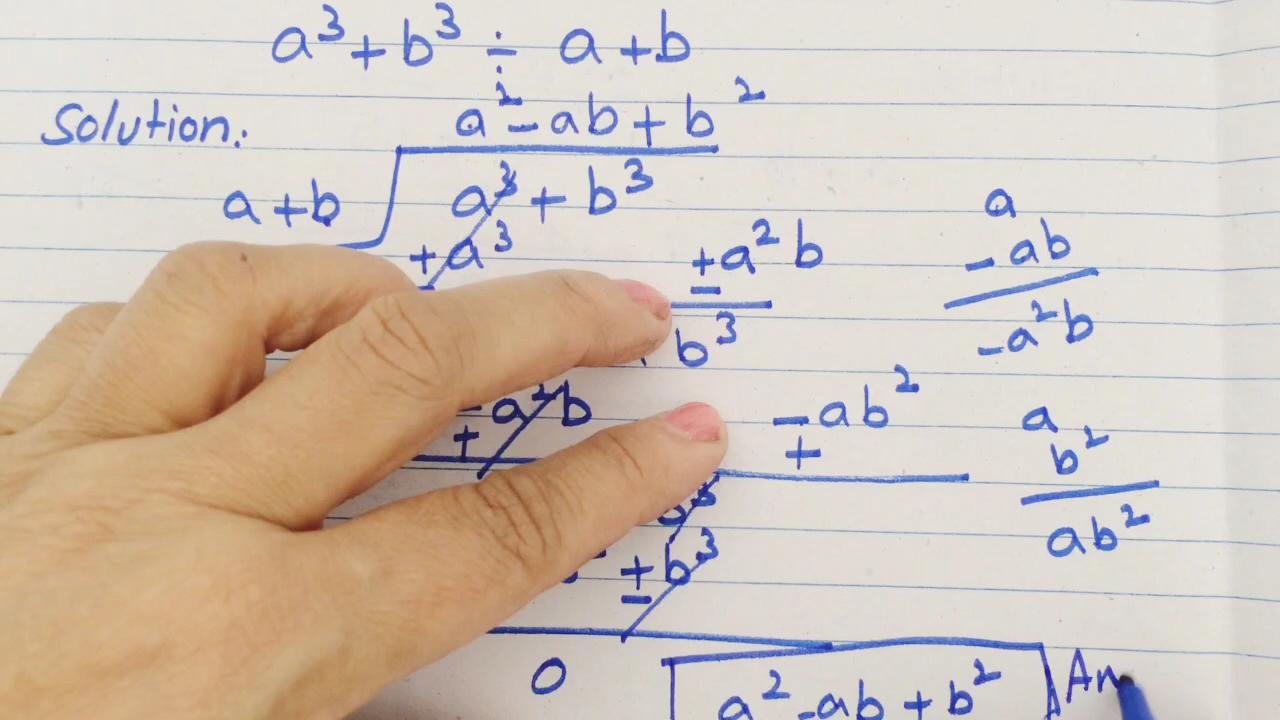 a³ + b³ ÷ a + b
Solution:
a² - ab + b²
a + b
a³ + b³
+ a³
± a²b
a
- ab
- a²b
b³
- a²b
+
- ab²
+
a
b²
ab²
± b³
0
a² - ab + b²
An